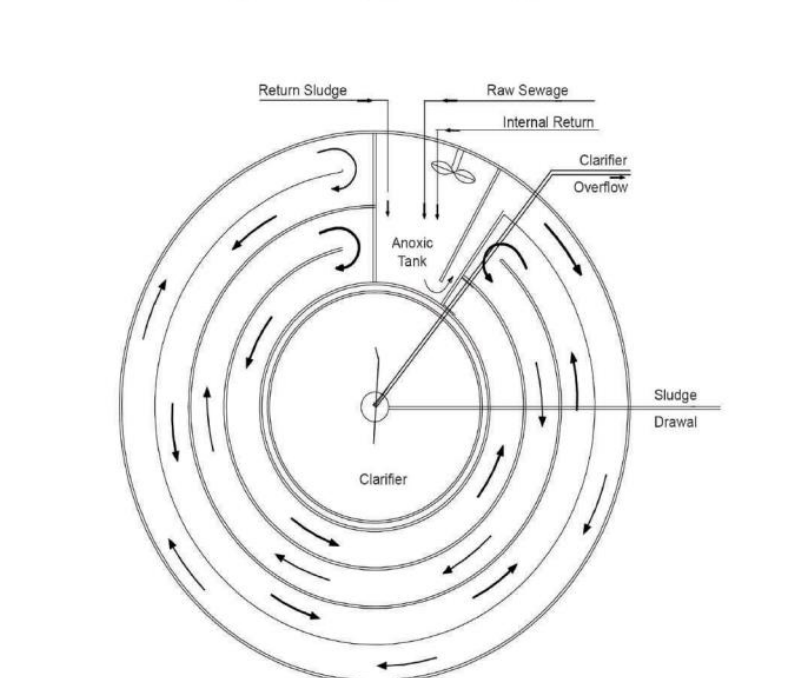 Return Sludge
Raw Sewage
Internal Return
Clarifier
Overflow
Anoxic
Tank
Sludge
Drawal
Clarifier